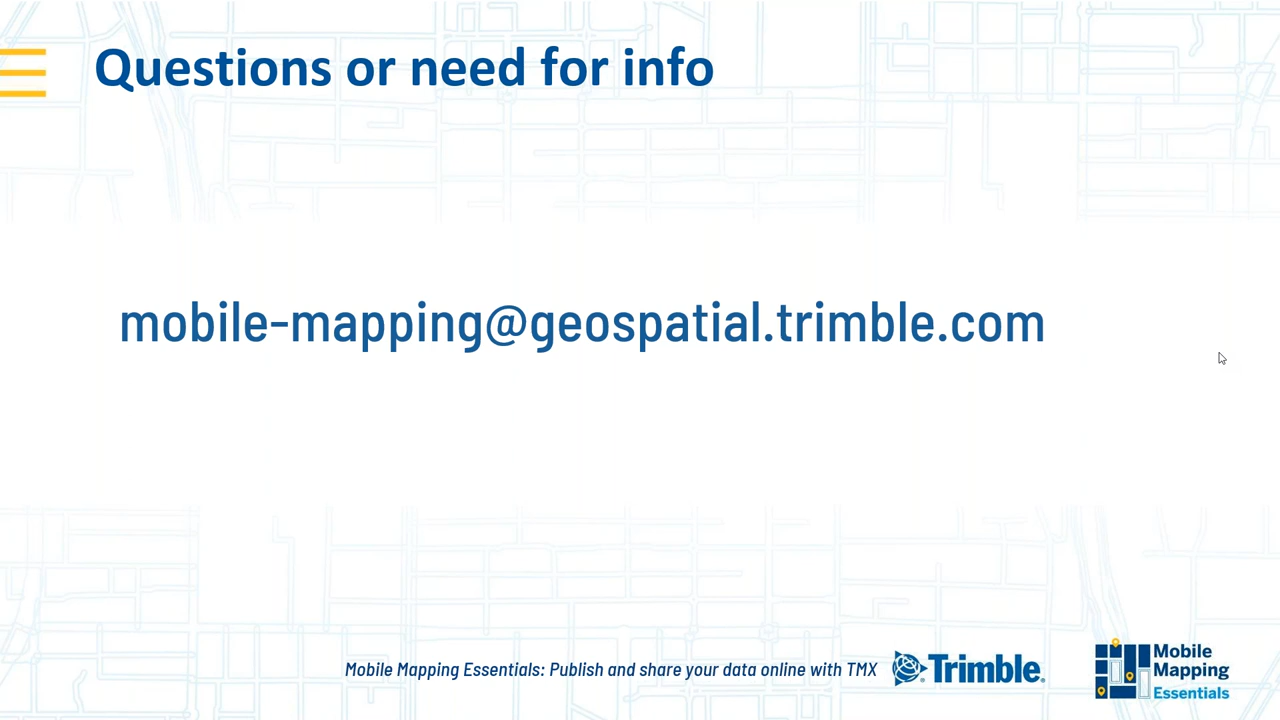 Questions or need for info
mobile-mapping@geospatial.trimble.com
Mobile Mapping Essentials: Publish and share your data online with TMX
Trimble
Mobile
Mapping
Essentials